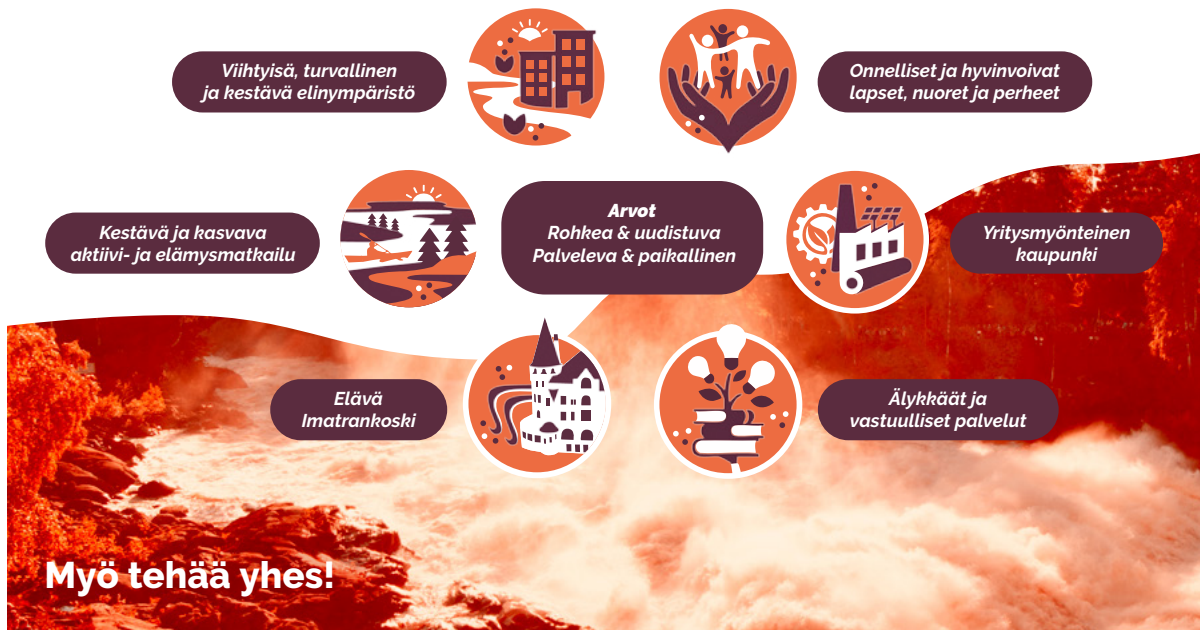 Viihtyisä, turvallinen
ja kestävä elinympäristö
Onnelliset ja hyvinvoivat
lapset, nuoret ja perheet
Kestävä ja kasvava
aktiivi- ja elämysmatkailu
Arvot
Rohkea & uudistuva
Palveleva & paikallinen
Yritysmyönteinen
kaupunki
Elävä
Imatrankoski
Älykkäät ja
vastuulliset palvelut
Myö tehää yhes!